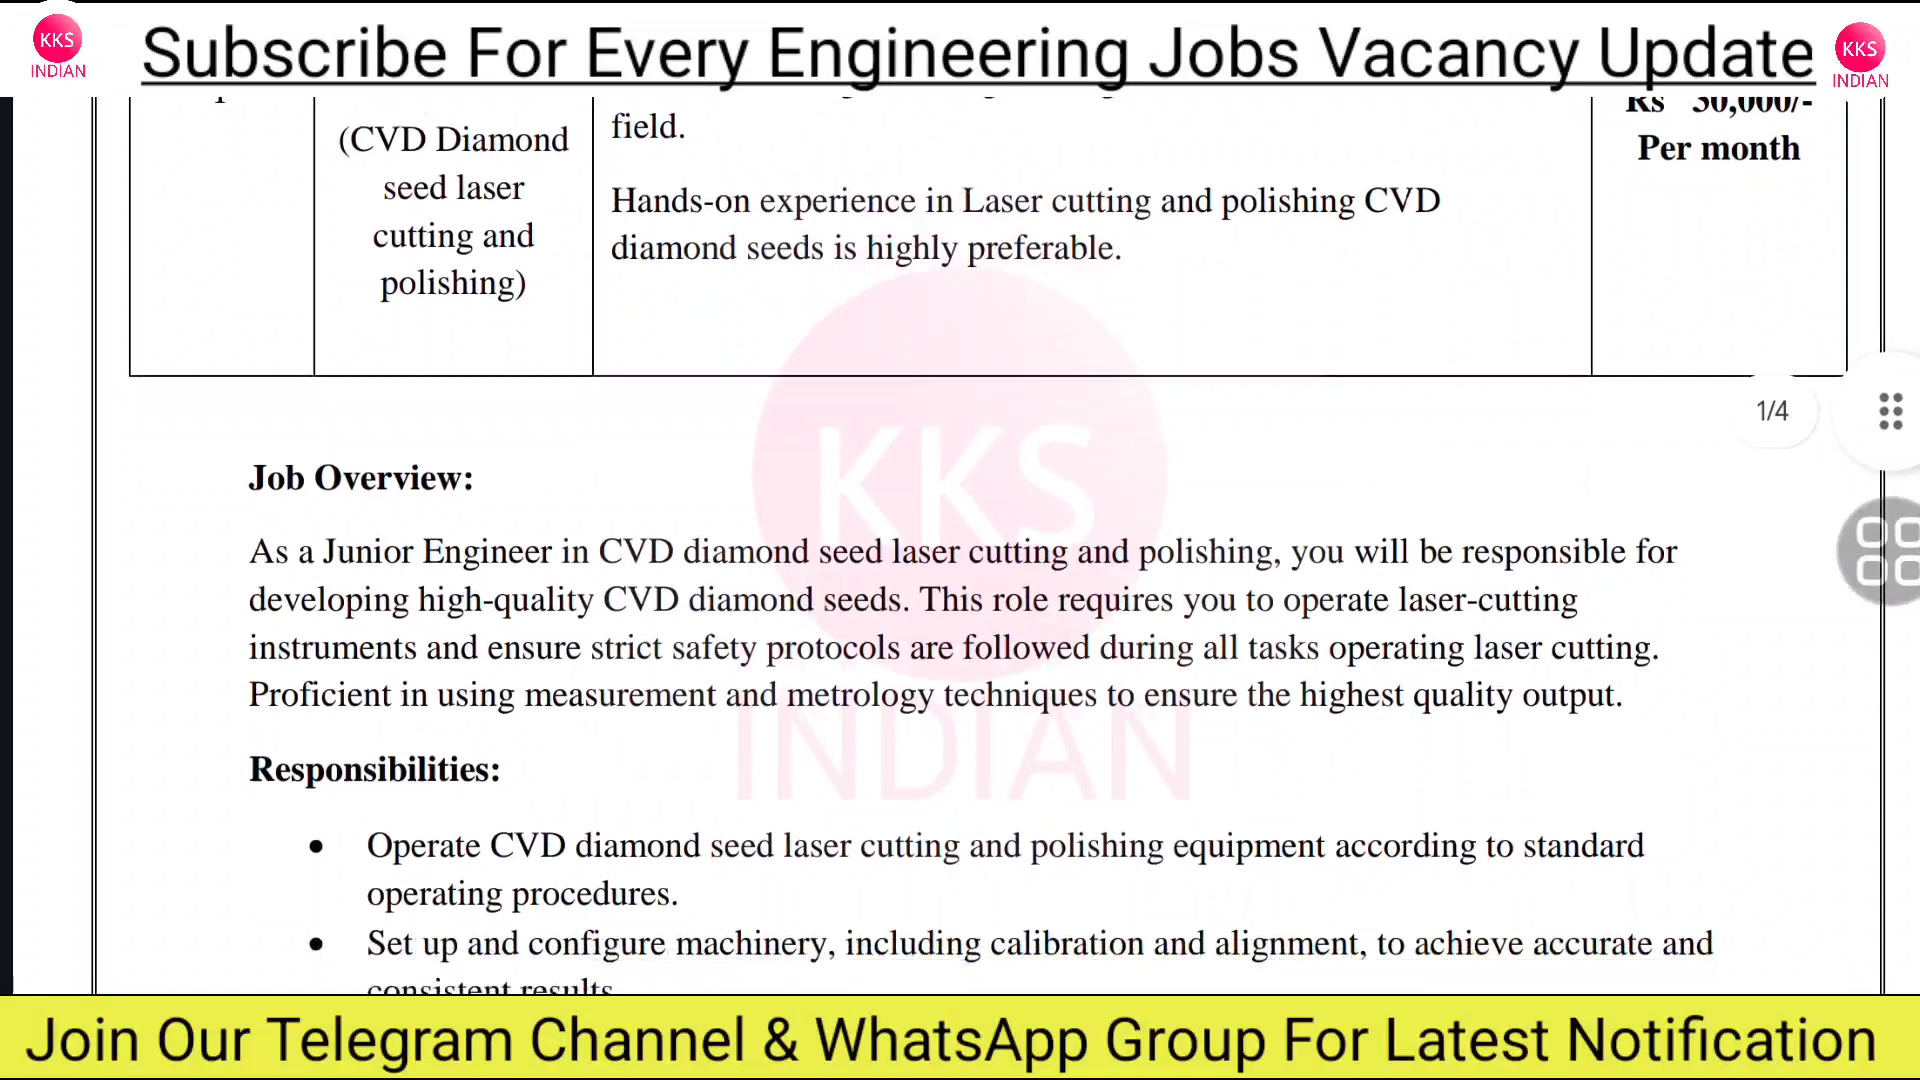 KKS
INDIAN
Subscribe For Every Engineering Jobs Vacancy Update
KKS
INDIAN
(CVD Diamond
seed laser
cutting and
polishing)
field.
Hands-on experience in Laser cutting and polishing CVD
diamond seeds is highly preferable.
Rs
Per month
1/4
KKS
INDIAN
Job Overview:
As a Junior Engineer in CVD diamond seed laser cutting and polishing, you will be responsible for
developing high-quality CVD diamond seeds. This role requires you to operate laser-cutting
instruments and ensure strict safety protocols are followed during all tasks operating laser cutting.
Proficient in using measurement and metrology techniques to ensure the highest quality output.
Responsibilities:
• Operate CVD diamond seed laser cutting and polishing equipment according to standard
operating procedures.
• Set up and configure machinery, including calibration and alignment, to achieve accurate and
consistent results.
Join Our Telegram Channel & WhatsApp Group For Latest Notification